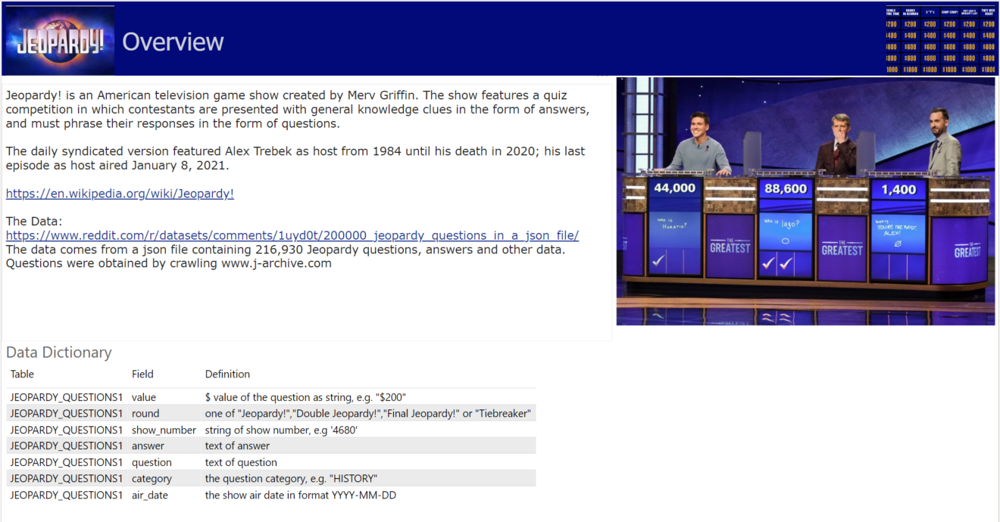 JEOPARDY!
Overview
$200 $200 $200 $200 $200
$400 $400 $400 $400 $400
$600 $600 $600 $600 $600
$800 $800 $800 $800 $800
$1000 $1000 $1000 $1000
Jeopardy! is an American television game show created by Merv Griffin. The show features a quiz
competition in which contestants are presented with general knowledge clues in the form of answers,
and must phrase their responses in the form of questions.
The daily syndicated version featured Alex Trebek as host from 1984 until his death in 2020; his last
episode as host aired January 8, 2021.
https://en.wikipedia.org/wiki/Jeopardy!
The Data:
https://www.reddit.com/r/datasets/comments/1uyd0t/200000_jeopardy_questions_in_a_json_file/
The data comes from a json file containing 216,930 Jeopardy questions, answers and other data.
Questions were obtained by crawling www.j-archive.com
44,000 88,600 1,400
WHO IS
HORATIO?
Who is Iago?
WHO IS
YOU'RE THE BEST,
ALEX!
THE
GREATEST
THE
GREATEST
THE
GREATEST
Data Dictionary
Table Field Definition
JEOPARDY_QUESTIONS1 value $ value of the question as string, e.g. "$200"
JEOPARDY_QUESTIONS1 round one of "Jeopardy!","Double Jeopardy!","Final Jeopardy!" or "Tiebreaker"
JEOPARDY_QUESTIONS1 show_number string of show number, e.g '4680'
JEOPARDY_QUESTIONS1 answer text of answer
JEOPARDY_QUESTIONS1 question text of question
JEOPARDY_QUESTIONS1 category the question category, e.g. "HISTORY"
JEOPARDY_QUESTIONS1 air_date the show air date in format YYYY-MM-DD